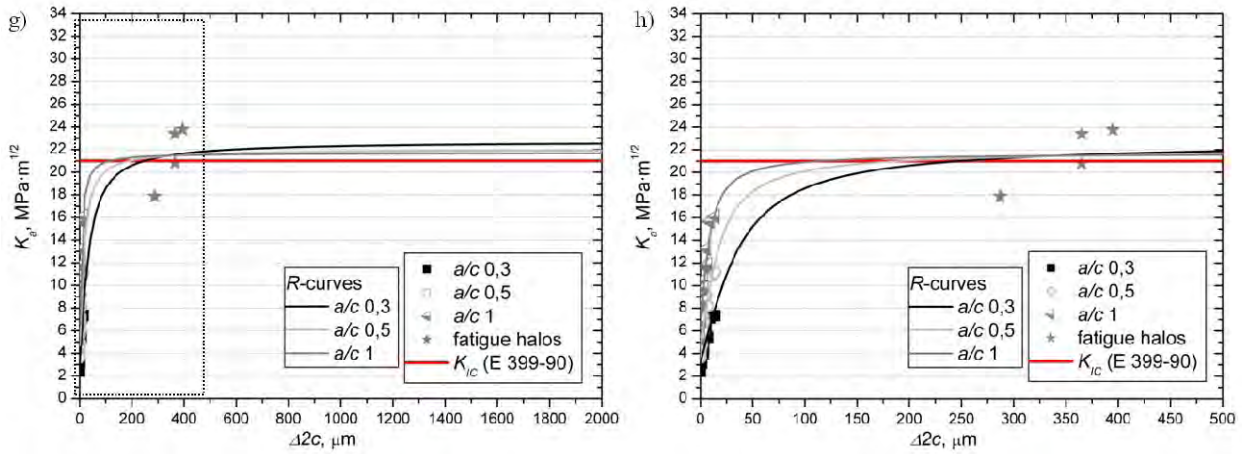 g)
34
32
30
28
26
24
22
20
18
16
14
12
10
8
6
4
2
0
K_a, MPa·m^1/2
0 200 400 600 800 1000 1200 1400 1600 1800 2000
Δ2c, μm
R-curves
a/c 0,3
a/c 0,5
a/c 1
a/c 0,3
a/c 0,5
a/c 1
fatigue halos
K_IC (E 399-90)
h)
34
32
30
28
26
24
22
20
18
16
14
12
10
8
6
4
2
0
K_a, MPa·m^1/2
0 50 100 150 200 250 300 350 400 450 500
Δ2c, μm
R-curves
a/c 0,3
a/c 0,5
a/c 1
a/c 0,3
a/c 0,5
a/c 1
fatigue halos
K_IC (E 399-90)